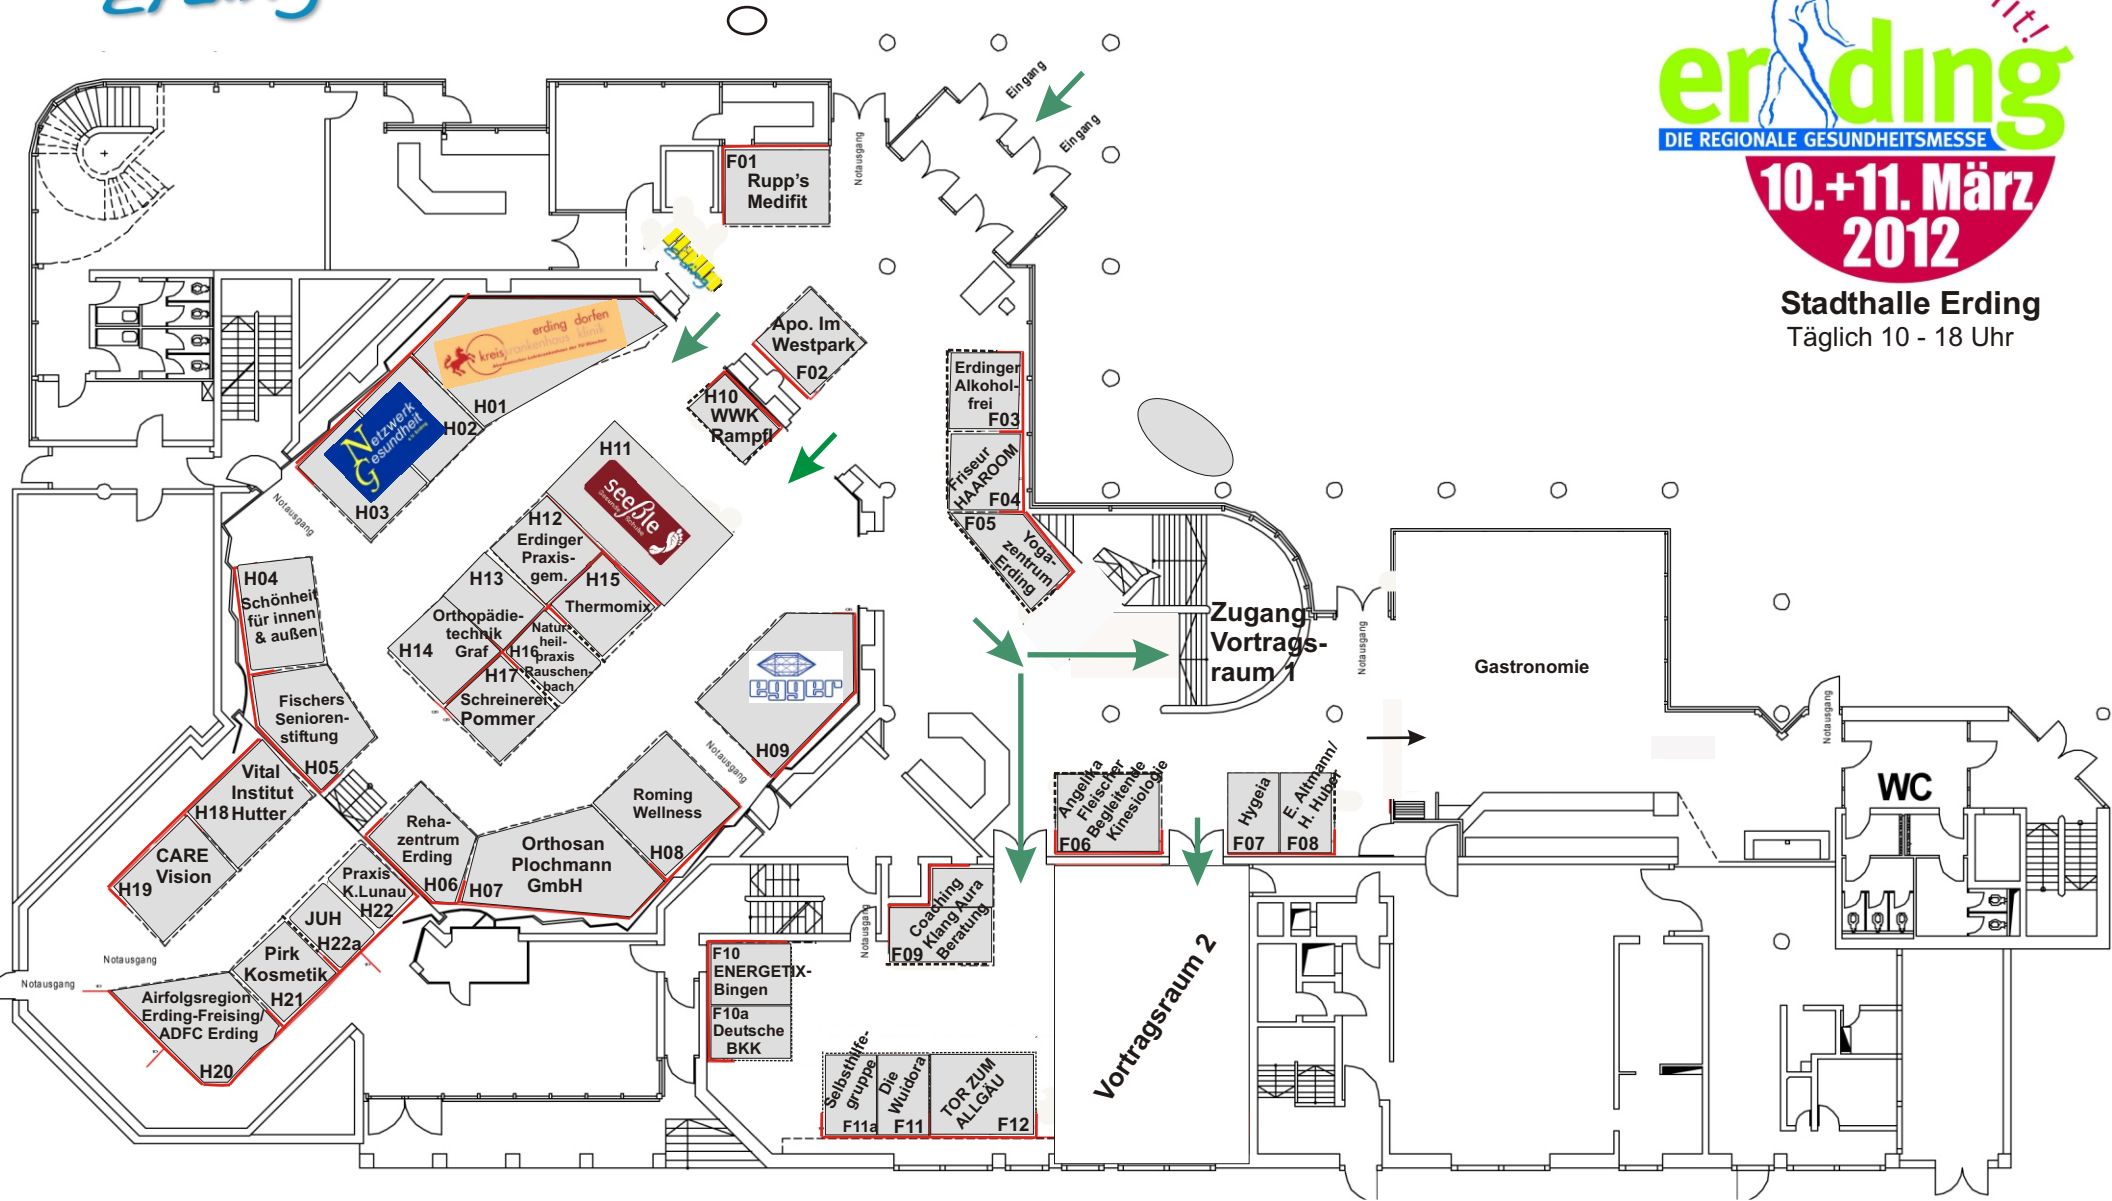 Erding
fit!
erding
DIE REGIONALE GESUNDHEITSMESSE
10.+11. März
2012
Stadthalle Erding
Täglich 10 - 18 Uhr
Eingang
Eingang
Notausgang
F01
Rupp's
Medifit
Apo. Im
Westpark
F02
H10
WWK
Rampfl
erding dorfen
kreiskrankenhaus klinik
H01
H02
Netzwerk
Gesundheit
H03
Notausgang
Erdinger
Alkohol-
frei
F03
Friseur
HAAROOM
F04
F05
Yoga-
zentrum
Erding
H11
seeßle
H12
Erdinger
Praxis-
gem.
H13
H15
Thermomix
Orthopädie-
technik
Graf
H14
Natur-
heil-
praxis
Rauschen-
bach
H16
H17
Schreinerei
Pommer
H04
Schönheit
für innen
& außen
Fischers
Senioren-
stiftung
H05
egger
H09
Notausgang
Zugang
Vortrags-
raum 1
Notausgang
Gastronomie
Notausgang
WC
Vital
Institut
Hutter
H18
CARE
Vision
H19
Reha-
zentrum
Erding
H06
Orthosan
Plochmann
GmbH
H07
Roming
Wellness
H08
Praxis
K.Lunau
H22
JUH
H22a
Pirk
Kosmetik
H21
Airfolgsregion
Erding-Freising/
ADFC Erding
H20
Notausgang
Notausgang
Angelika
Fleischer
Begleitende
Kinesiologie
F06
Hygeia
F07
E. Altmann/
H. Huber
F08
Coaching
Klang Aura
Beratung
F09
Notausgang
F10
ENERGETIX-
Bingen
F10a
Deutsche
BKK
Selbsthilfe-
gruppe
F11a
Die
Wuidora
F11
TOR ZUM
ALLGÄU
F12
Vortragsraum 2